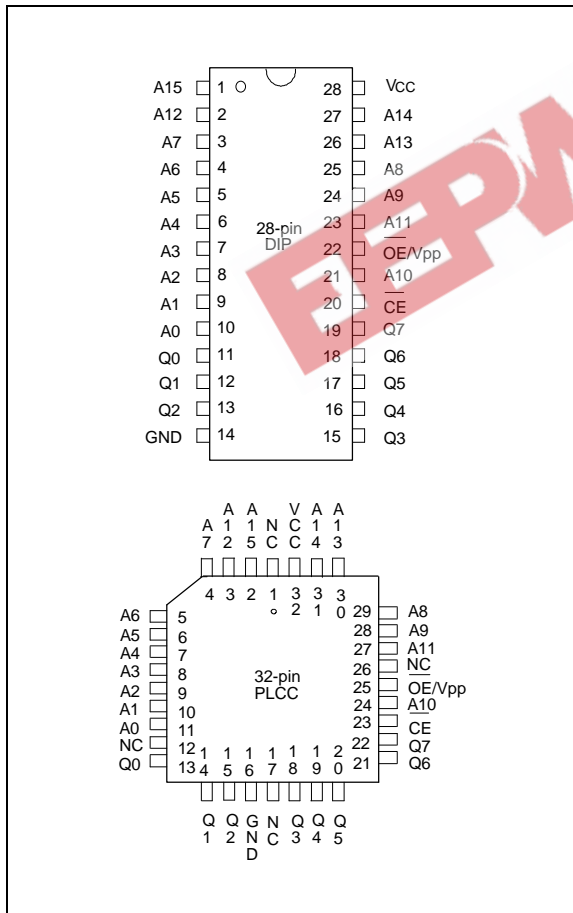 A15 1 28 VCC
A12 2 27 A14
A7 3 26 A13
A6 4 25 A8
A5 5 24 A9
A4 6 23 A11
28-pin
DIP
A3 7 22 OE/Vpp
A2 8 21 A10
A1 9 20 CE
A0 10 19 Q7
Q0 11 18 Q6
Q1 12 17 Q5
Q2 13 16 Q4
GND 14 15 Q3
EEPW
A7 A12 A15 NC VCC A14 A13
4 3 2 1 32 31 30
A6 5 29 A8
A5 6 28 A9
A4 7 27 A11
A3 8 26 NC
32-pin
PLCC
A2 9 25 OE/Vpp
A1 10 24 A10
A0 11 23 CE
NC 12 22 Q7
Q0 13 21 Q6
14 15 16 17 18 19 20
Q1 Q2 GND NC Q3 Q4 Q5